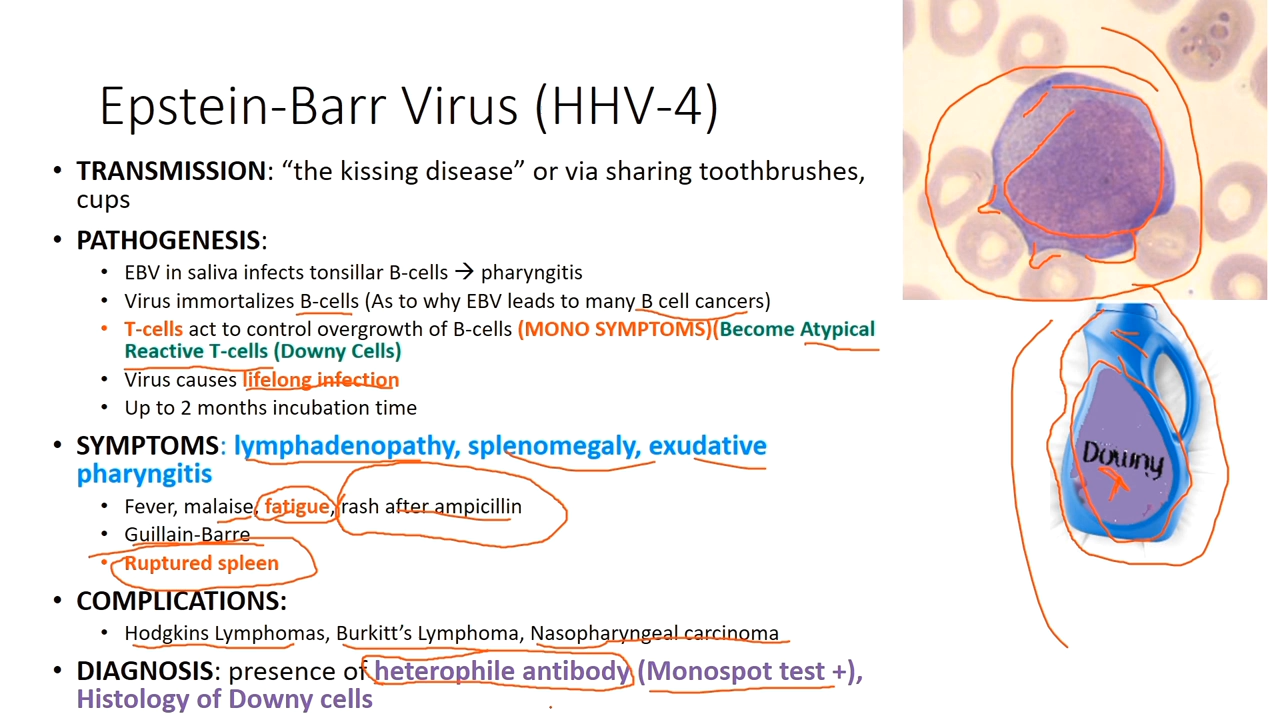 Epstein-Barr Virus (HHV-4)
• TRANSMISSION: “the kissing disease” or via sharing toothbrushes,
cups
• PATHOGENESIS:
• EBV in saliva infects tonsillar B-cells → pharyngitis
• Virus immortalizes B-cells (As to why EBV leads to many B cell cancers)
• T-cells act to control overgrowth of B-cells (MONO SYMPTOMS)(Become Atypical
Reactive T-cells (Downy Cells)
• Virus causes lifelong infection
• Up to 2 months incubation time
• SYMPTOMS: lymphadenopathy, splenomegaly, exudative
pharyngitis
• Fever, malaise, fatigue, rash after ampicillin
• Guillain-Barre
• Ruptured spleen
• COMPLICATIONS:
• Hodgkins Lymphomas, Burkitt’s Lymphoma, Nasopharyngeal carcinoma
• DIAGNOSIS: presence of heterophile antibody (Monospot test +),
Histology of Downy cells
Downy
T